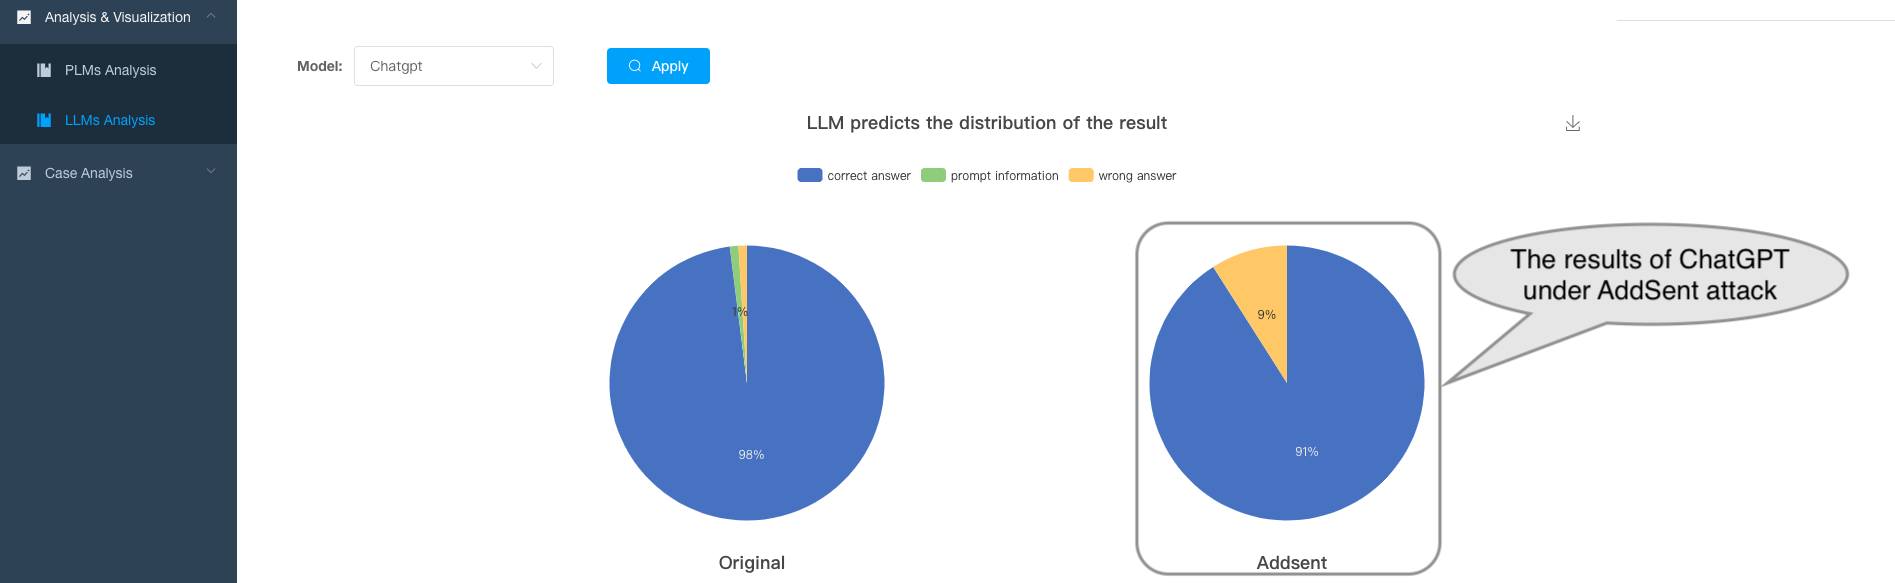 Analysis & Visualization
PLMs Analysis
LLMs Analysis
Case Analysis
Model:
Chatgpt
Apply
LLM predicts the distribution of the result
correct answer
prompt information
wrong answer
1%
98%
Original
9%
91%
Addsent
The results of ChatGPT
under AddSent attack